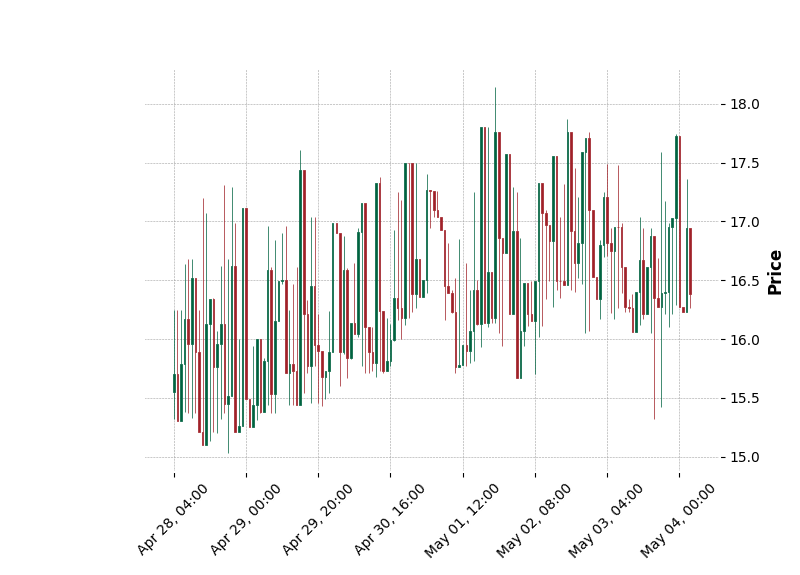 18.0
17.5
17.0
16.5
16.0
15.5
15.0
Price
Apr 28, 04:00
Apr 29, 00:00
Apr 29, 20:00
Apr 30, 16:00
May 01, 12:00
May 02, 08:00
May 03, 04:00
May 04, 00:00